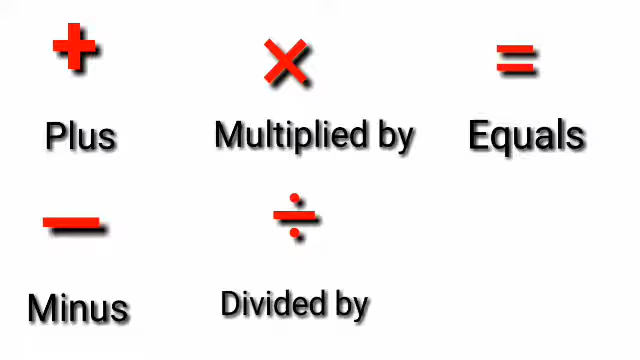 + × =
Plus Multiplied by Equals
− ÷
Minus Divided by